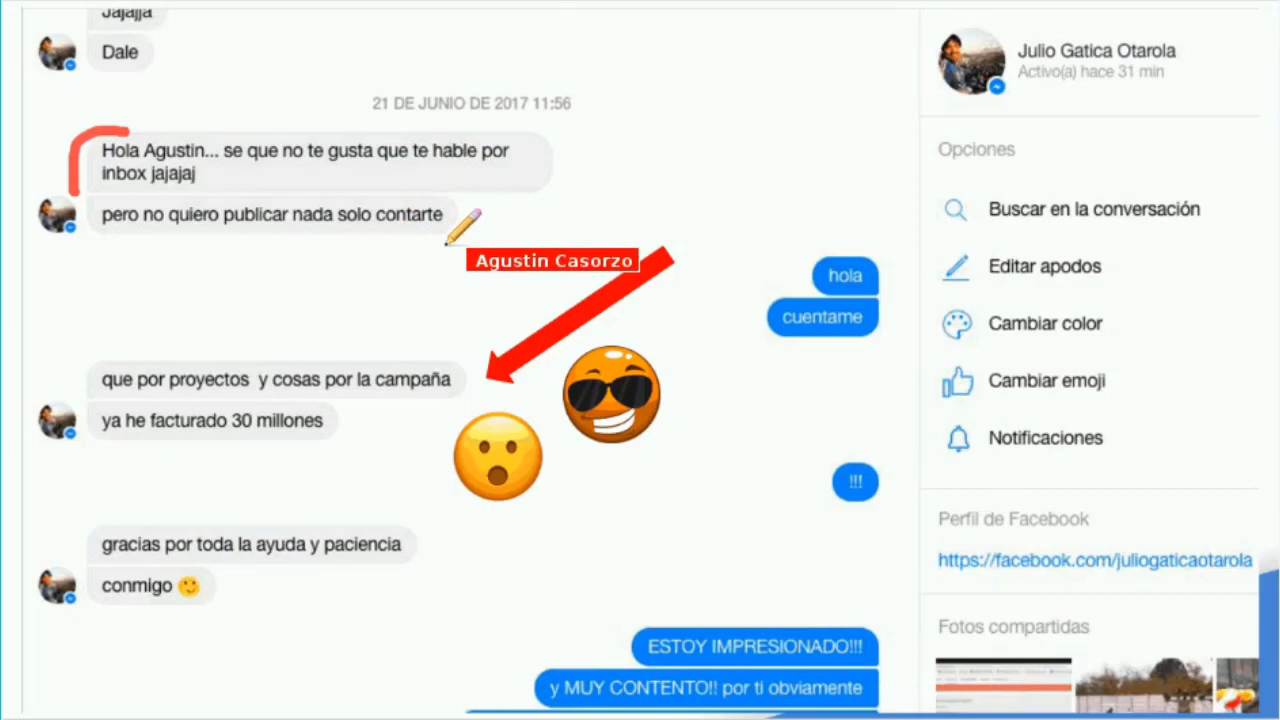 Jajajja
Dale
21 DE JUNIO DE 2017 11:56
Hola Agustin... se que no te gusta que te hable por
inbox jajajaj
pero no quiero publicar nada solo contarte
Agustin Casorzo
hola
cuentame
que por proyectos y cosas por la campaña
ya he facturado 30 millones
!!!
gracias por toda la ayuda y paciencia
conmigo 🙂
ESTOY IMPRESIONADO!!!
y MUY CONTENTO!! por ti obviamente
Julio Gatica Otarola
Activo(a) hace 31 min
Opciones
Buscar en la conversación
Editar apodos
Cambiar color
Cambiar emoji
Notificaciones
Perfil de Facebook
https://facebook.com/juliogaticaotarola
Fotos compartidas